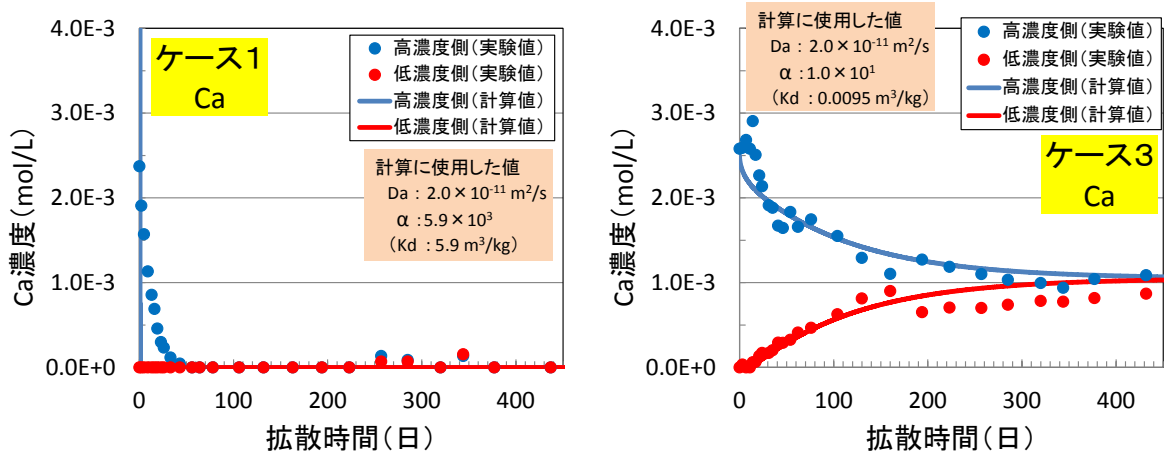 4.0E-3
3.0E-3
2.0E-3
1.0E-3
0.0E+0
Ca濃度(mol/L)
ケース1
Ca
高濃度側(実験値)
低濃度側(実験値)
高濃度側(計算値)
低濃度側(計算値)
計算に使用した値
Da:2.0×10-11 m2/s
α:5.9×103
(Kd:5.9 m3/kg)
0
100
200
300
400
拡散時間(日)
4.0E-3
3.0E-3
2.0E-3
1.0E-3
0.0E+0
Ca濃度(mol/L)
計算に使用した値
Da:2.0×10-11 m2/s
α:1.0×101
(Kd:0.0095 m3/kg)
高濃度側(実験値)
低濃度側(実験値)
高濃度側(計算値)
低濃度側(計算値)
ケース3
Ca
0
100
200
300
400
拡散時間(日)